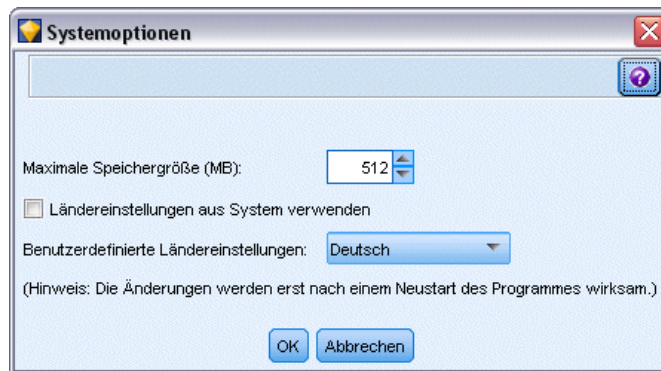 Systemoptionen
Maximale Speichergröße (MB): 512
Ländereinstellungen aus System verwenden
Benutzerdefinierte Ländereinstellungen: Deutsch
(Hinweis: Die Änderungen werden erst nach einem Neustart des Programmes wirksam.)
OK Abbrechen